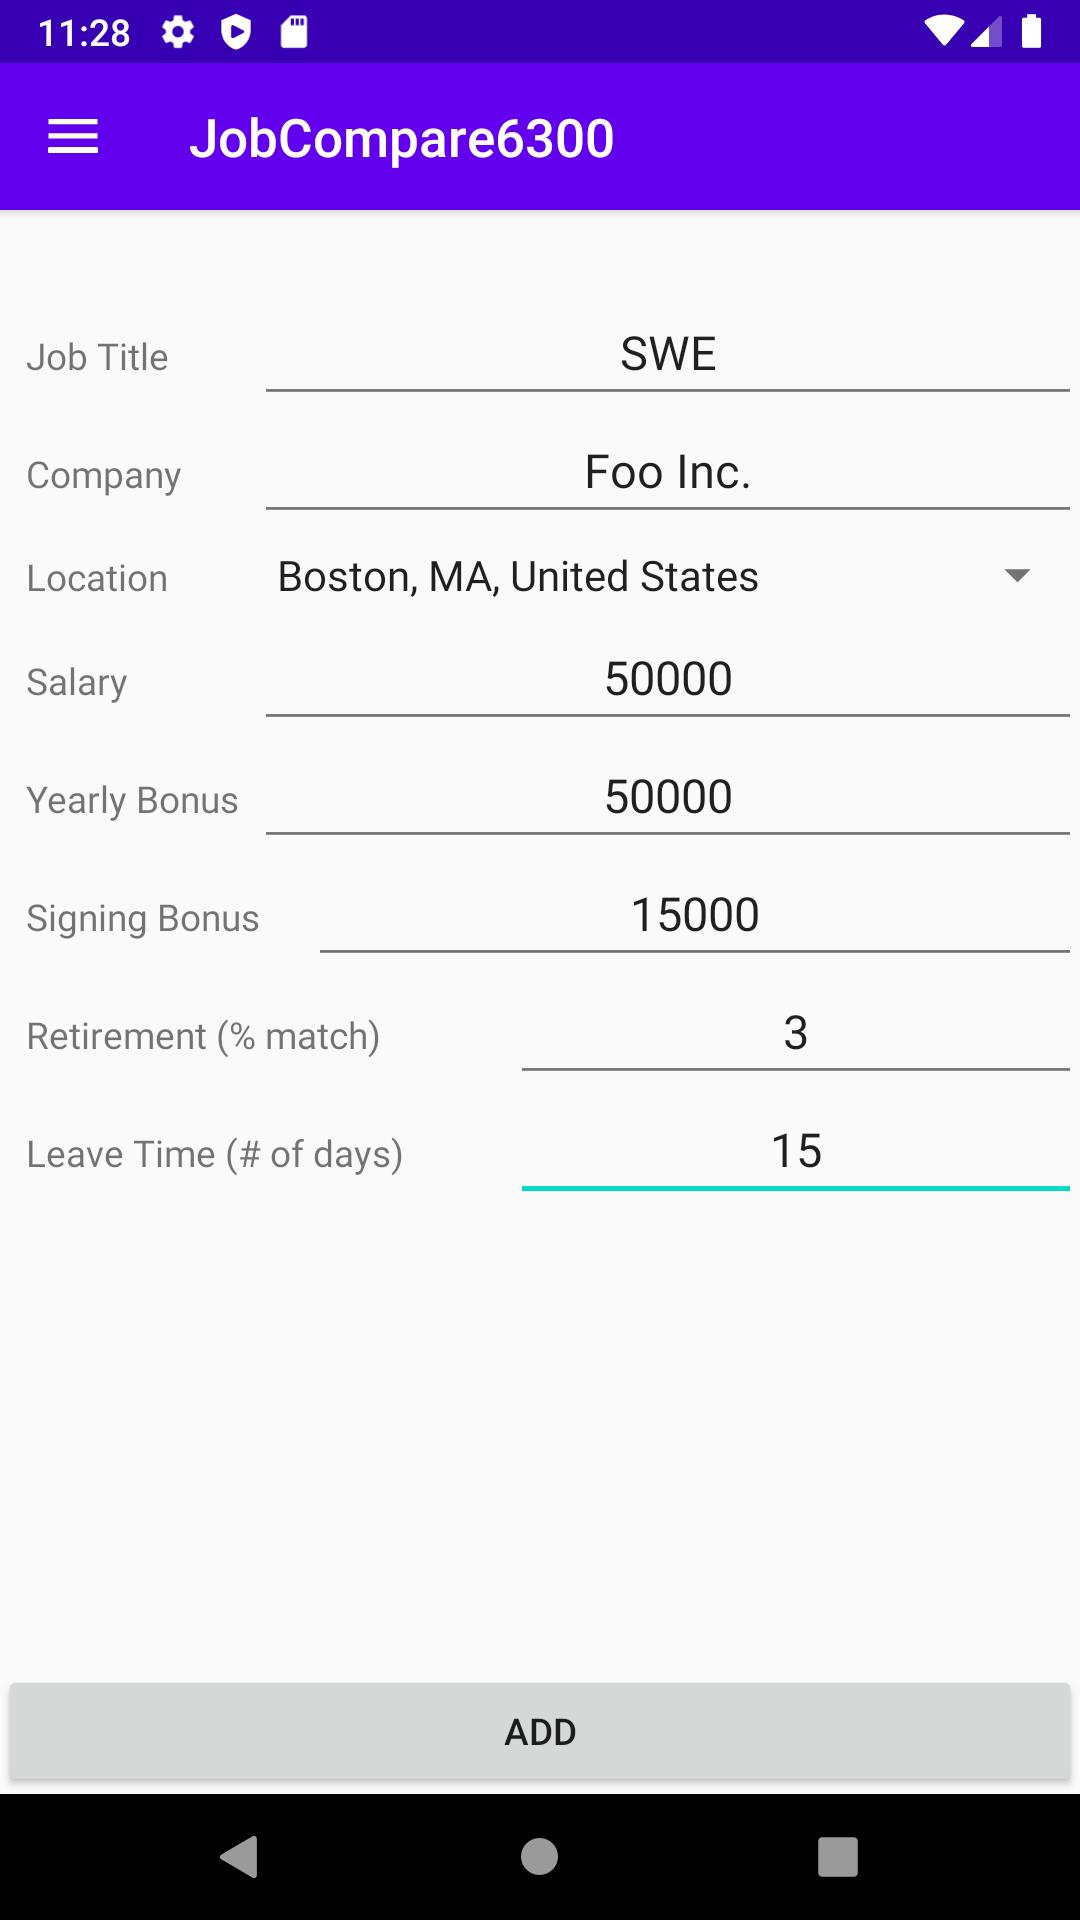 11:28
JobCompare6300
Job Title SWE
Company Foo Inc.
Location Boston, MA, United States
Salary 50000
Yearly Bonus 50000
Signing Bonus 15000
Retirement (% match) 3
Leave Time (# of days) 15
ADD